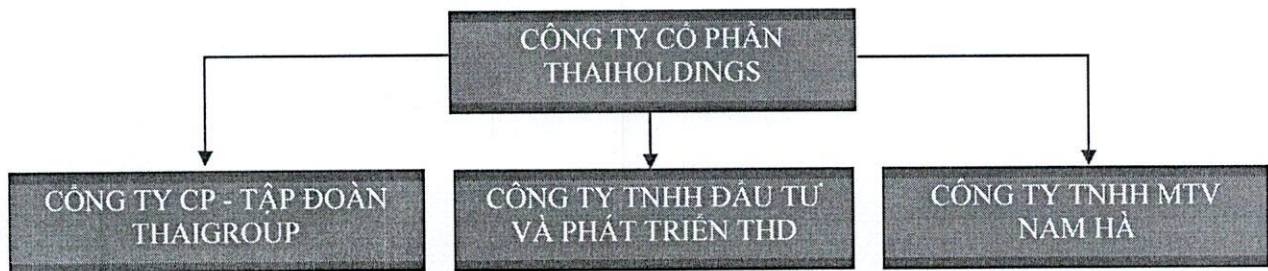 CÔNG TY CỔ PHẦN
THAIHOLDINGS
CÔNG TY CP - TẬP ĐOÀN
THAIGROUP
CÔNG TY TNHH ĐẦU TƯ
VÀ PHÁT TRIỂN THD
CÔNG TY TNHH MTV
NAM HÀ